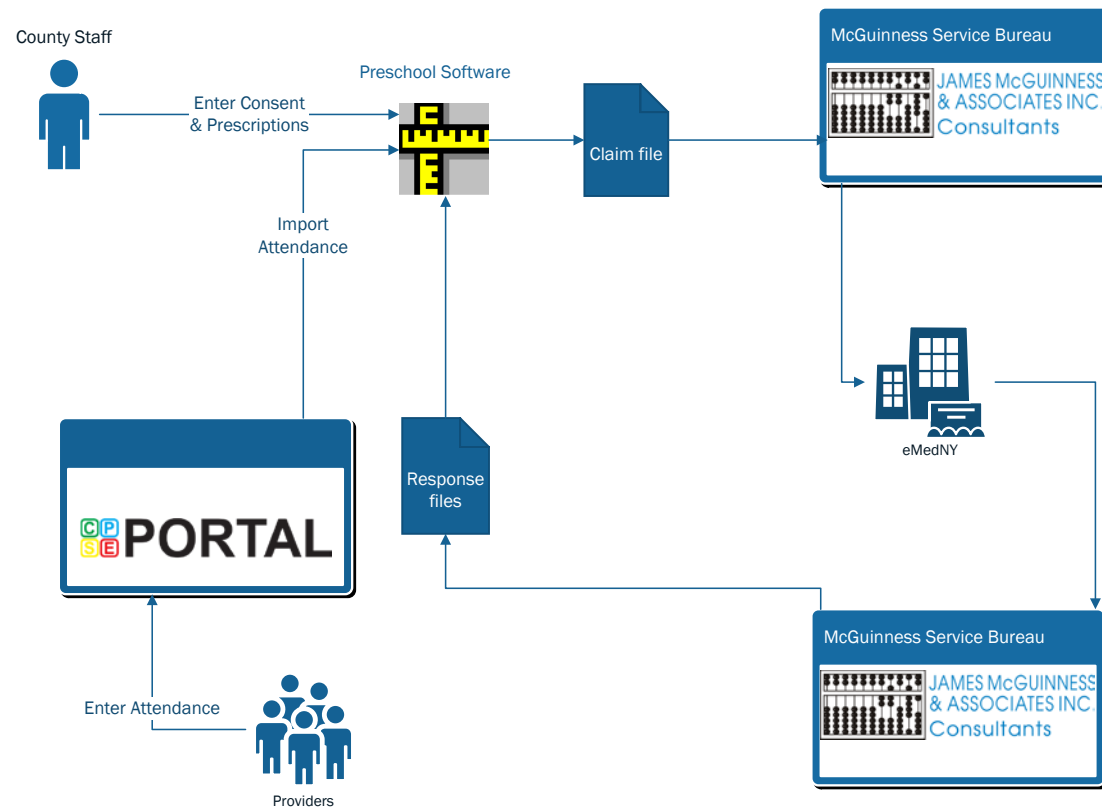 County Staff
Enter Consent
& Prescriptions
Preschool Software
Claim file
McGuinness Service Bureau
JAMES McGUINNESS
& ASSOCIATES INC.
Consultants
Import
Attendance
eMedNY
Response
files
CP
SE
PORTAL
McGuinness Service Bureau
JAMES McGUINNESS
& ASSOCIATES INC.
Consultants
Enter Attendance
Providers